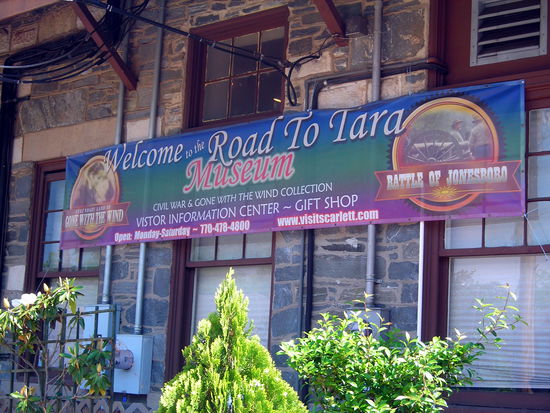 Welcome to the Road To Tara
Museum
CIVIL WAR & GONE WITH THE WIND COLLECTION
VISTOR INFORMATION CENTER ~ GIFT SHOP
Open: Monday-Saturday ~ 770-478-4800 www.visitscarlett.com
GONE WITH THE WIND
BATTLE OF JONESBORO